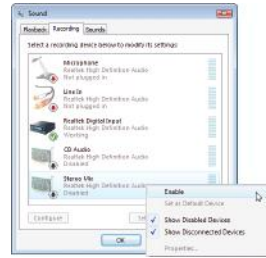 Sound
Playback Recording Sounds
Select a recording device below to modify its settings:
Microphone
Realtek High Definition Audio
Not plugged in
Line In
Realtek High Definition Audio
Not plugged in
Realtek Digital Input
Realtek High Definition Audio
Working
CD Audio
Realtek High Definition Audio
Disabled
Stereo Mix
Realtek High Definition Audio
Disabled
Enable
Set as Default Device
Show Disabled Devices
Show Disconnected Devices
Properties...
Configure
Set
OK